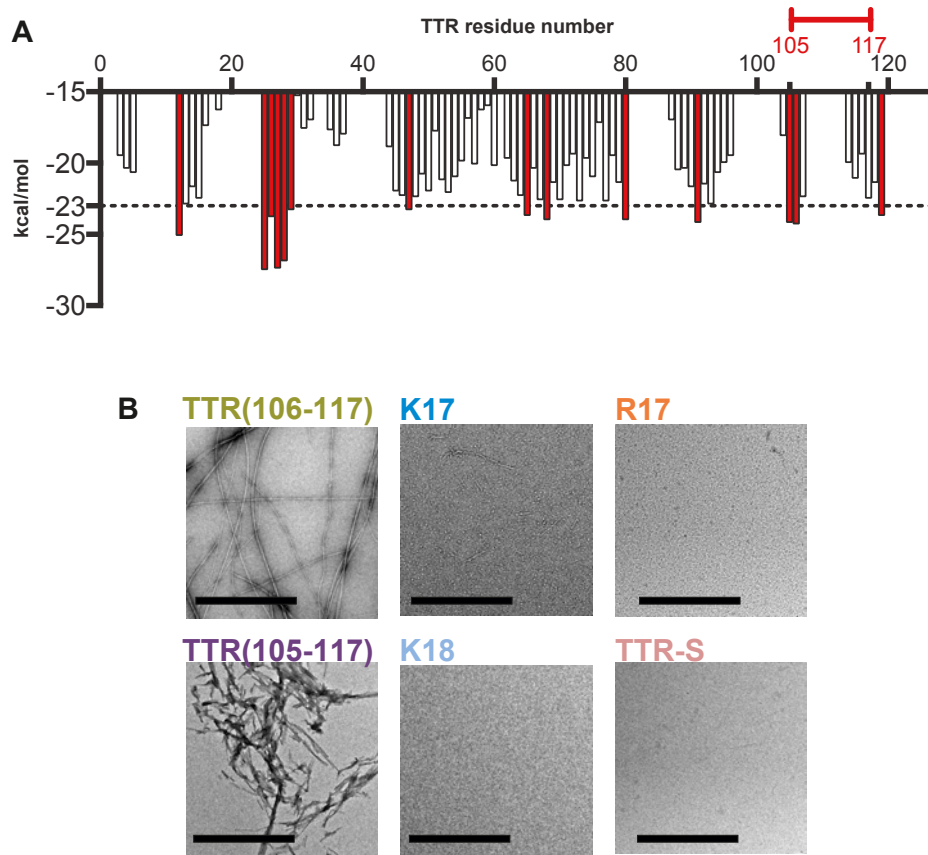 A
TTR residue number
105
117
0
20
40
60
80
100
120
-15
-20
-23
-25
-30
kcal/mol
B
TTR(106-117)
K17
R17
TTR(105-117)
K18
TTR-S